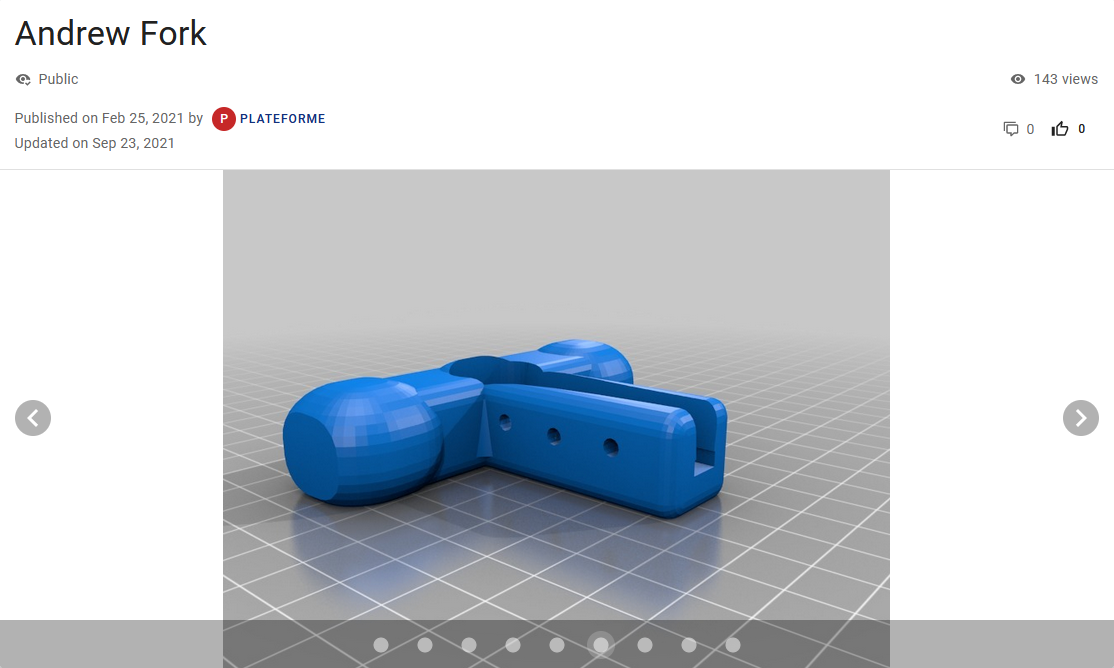 Andrew Fork
Public
143 views
Published on Feb 25, 2021 by P PLATEFORME
0 0
Updated on Sep 23, 2021